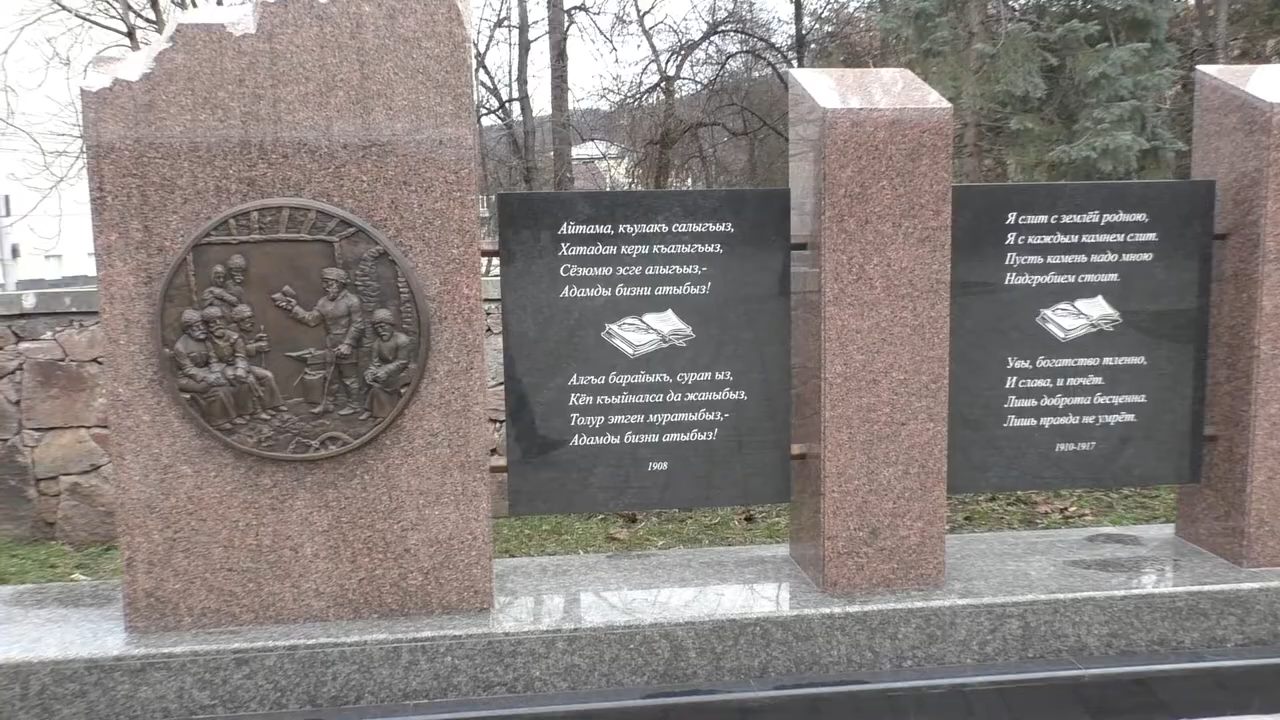 Айтама, къулакъ салыгъыз,
Хатадан кери къалыгъыз,
Сёзюмю эсге алыгъыз,-
Адамды бизни атыбыз!
Алгъа барайыкъ, сурап ыз,
Кёп къыйналса да жаныбыз,
Толур этген муратыбыз,-
Адамды бизни атыбыз!
1908
Я слит с землёй родною,
Я с каждым камнем слит.
Пусть камень надо мною
Надгробием стоит.
Увы, богатство тленно,
И слава, и почёт.
Лишь доброта бесценна.
Лишь правда не умрёт.
1910-1917